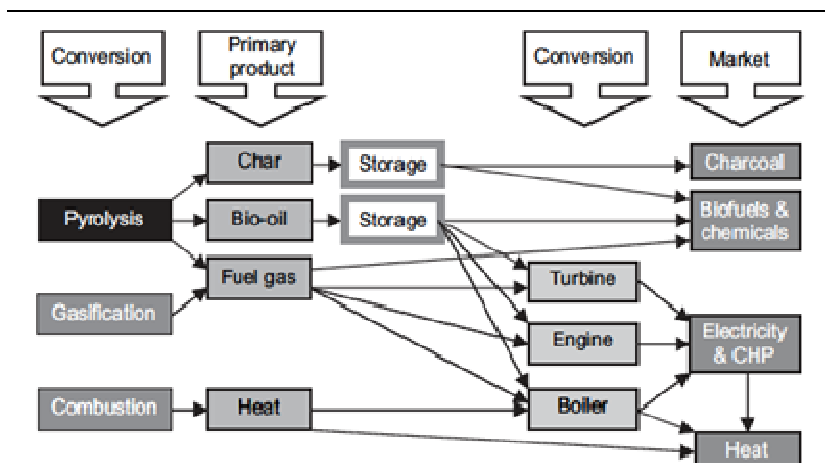 Conversion
Primary
product
Conversion
Market
Char
Storage
Charcoal
Pyrolysis
Bio-oil
Storage
Biofuels &
chemicals
Fuel gas
Turbine
Gasification
Engine
Electricity
& CHP
Combustion
Heat
Boiler
Heat